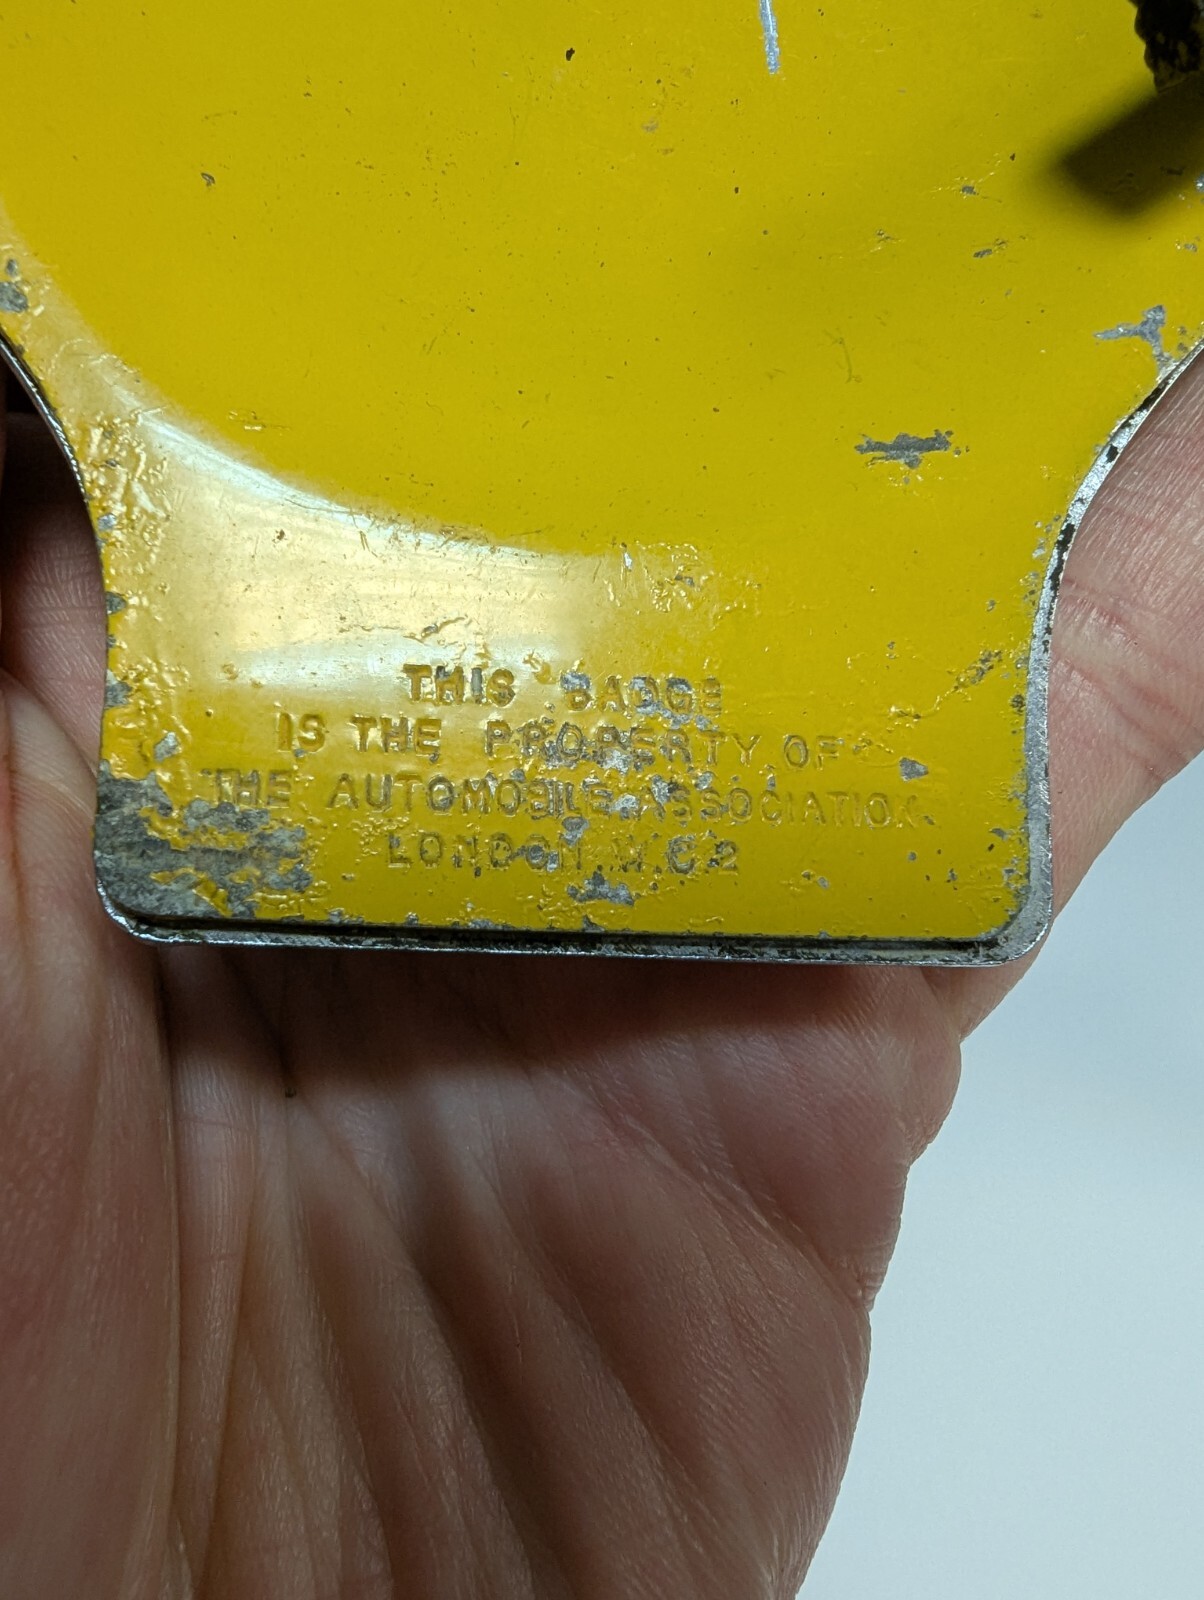 THIS BADGE
IS THE PROPERTY OF
THE AUTOMOBILE ASSOCIATION
LONDON. W.C.2